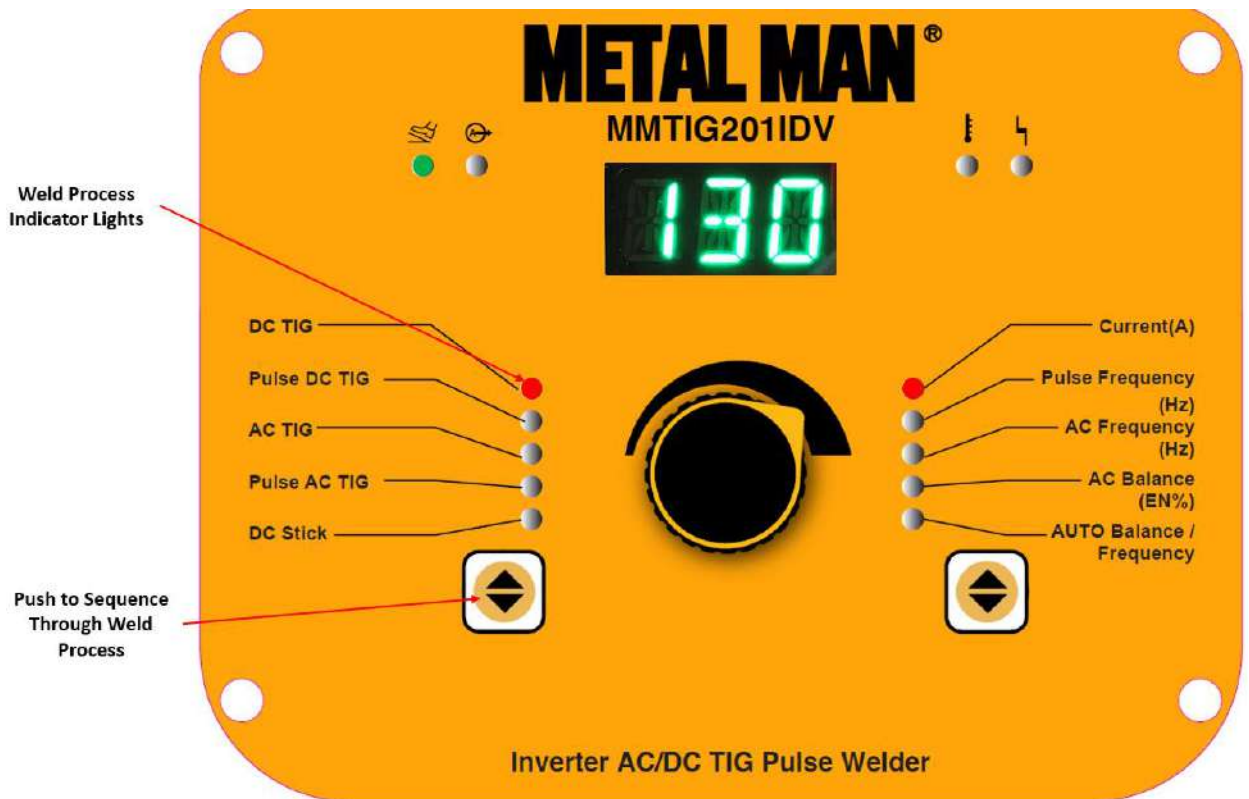 METAL MAN®
MMTIG201IDV
130
Weld Process
Indicator Lights
DC TIG
Pulse DC TIG
AC TIG
Pulse AC TIG
DC Stick
Current(A)
Pulse Frequency
(Hz)
AC Frequency
(Hz)
AC Balance
(EN%)
AUTO Balance /
Frequency
Push to Sequence
Through Weld
Process
Inverter AC/DC TIG Pulse Welder